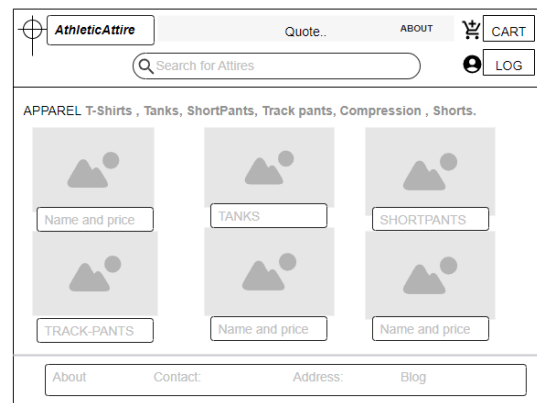 AthleticAttire Quote.. ABOUT CART
Search for Attires LOG
APPAREL T-Shirts , Tanks, ShortPants, Track pants, Compression , Shorts.
Name and price TANKS SHORTPANTS
TRACK-PANTS Name and price Name and price
About Contact: Address: Blog